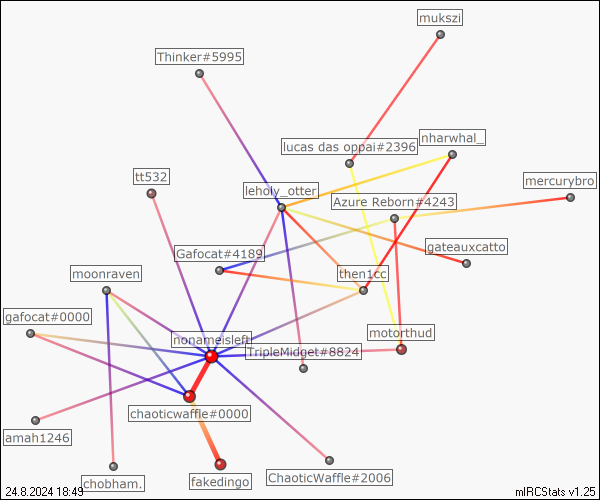 mukszi
Thinker#5995
lucas das oppai#2396
nharwhal_
tt532
leholy_otter
Azure Reborn#4243
mercurybro
Gafocat#4189
gateauxcatto
moonraven
then1cc
gafocat#0000
nonameisleft
motorthud
TripleMidget#8824
chaoticwaffle#0000
amah1246
chobham.
fakedingo
ChaoticWaffle#2006
24.8.2024 18:49
mIRCStats v1.25